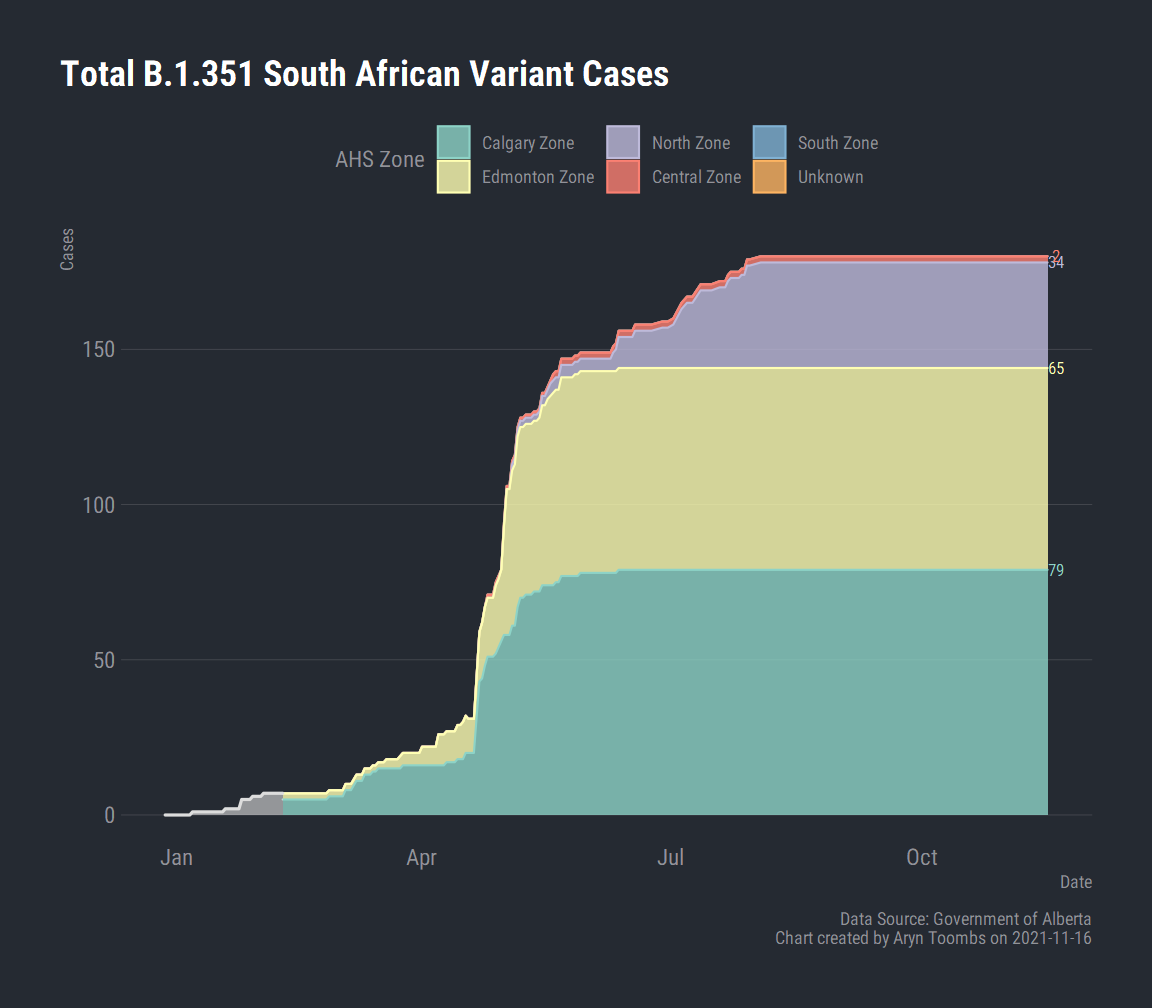 Total B.1.351 South African Variant Cases
AHS Zone
Calgary Zone
North Zone
South Zone
Edmonton Zone
Central Zone
Unknown
Cases
2
34
150
65
100
79
50
0
Jan
Apr
Jul
Oct
Date
Data Source: Government of Alberta
Chart created by Aryn Toombs on 2021-11-16